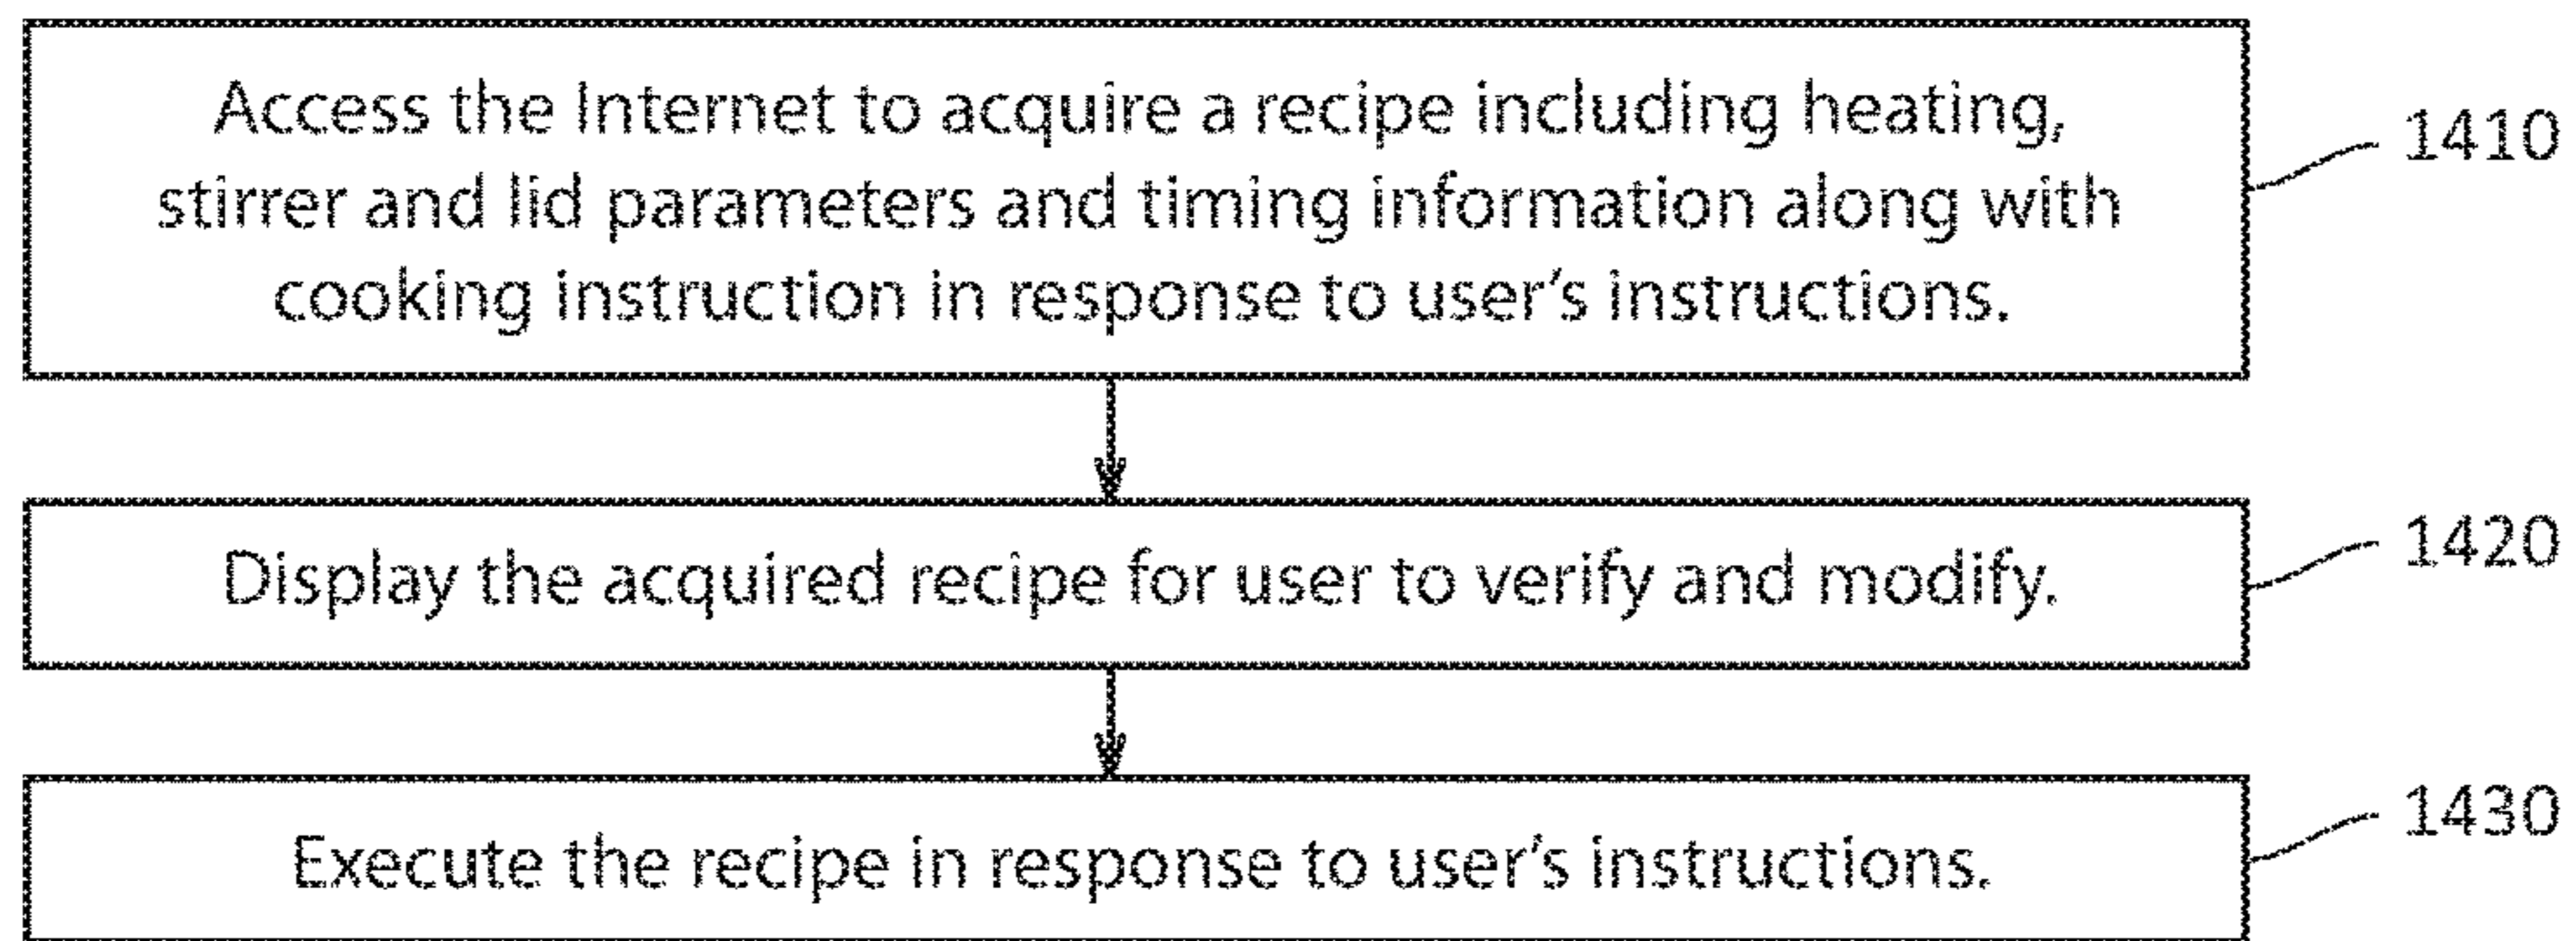 Access the Internet to acquire a recipe including heating,
stirrer and lid parameters and timing information along with
cooking instruction in response to user's instructions.
1410
Display the acquired recipe for user to verify and modify.
1420
Execute the recipe in response to user's instructions.
1430